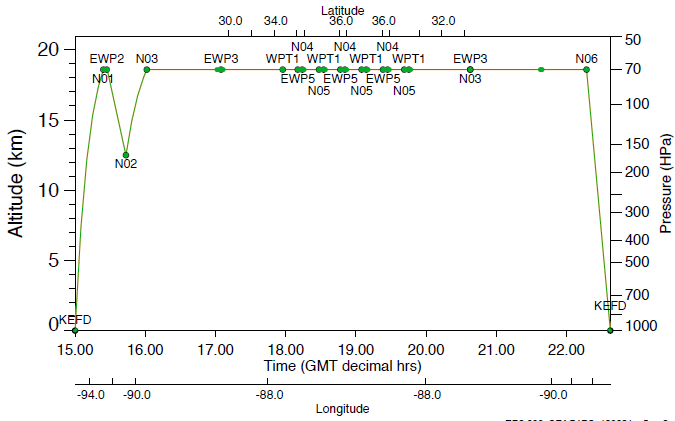 Latitude
30.0 34.0 36.0 36.0 32.0
20 50
N04 N04 N04
EWP2 N03 EWP3 WPT1 WPT1 WPT1 WPT1 EWP3 N06
70
N01 EWP5 EWP5 EWP5 N03
N05 N05 N05
100
15
150
N02
200
10
300
400
5 500
700
KEFD
0 KEFD 1000
Altitude (km)
Pressure (HPa)
15.00 16.00 17.00 18.00 19.00 20.00 21.00 22.00
Time (GMT decimal hrs)
-94.0 -90.0 -88.0 -88.0 -90.0
Longitude